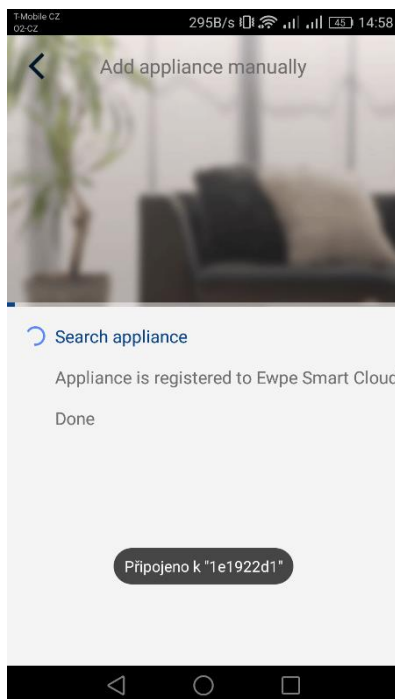 T-Mobile CZ
O2-CZ
295B/s 45 14:58
Add appliance manually
Search appliance
Appliance is registered to Ewpe Smart Cloud
Done
Připojeno k "1e1922d1"